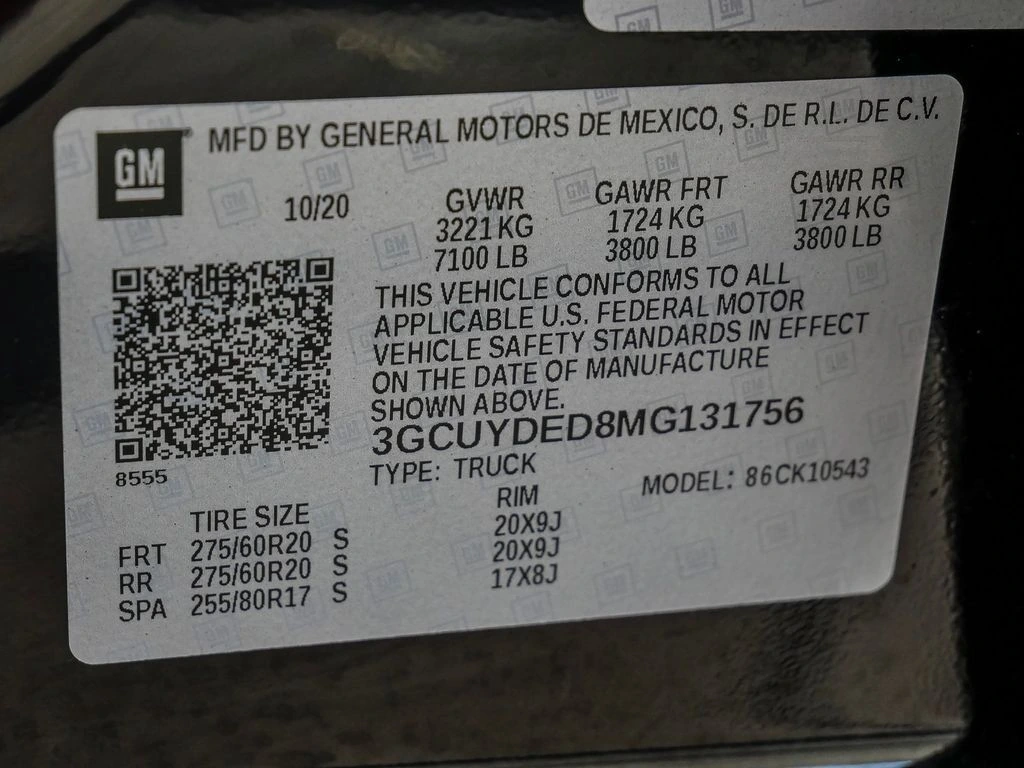 GM
MFD BY GENERAL MOTORS DE MEXICO, S. DE R.L. DE C.V.
10/20 GVWR GAWR FRT GAWR RR
3221 KG 1724 KG 1724 KG
7100 LB 3800 LB 3800 LB
THIS VEHICLE CONFORMS TO ALL
APPLICABLE U.S. FEDERAL MOTOR
VEHICLE SAFETY STANDARDS IN EFFECT
ON THE DATE OF MANUFACTURE
SHOWN ABOVE.
3GCUYDED8MG131756
8555
TYPE: TRUCK MODEL: 86CK10543
TIRE SIZE RIM
FRT 275/60R20 S 20X9J
RR 275/60R20 S 20X9J
SPA 255/80R17 S 17X8J